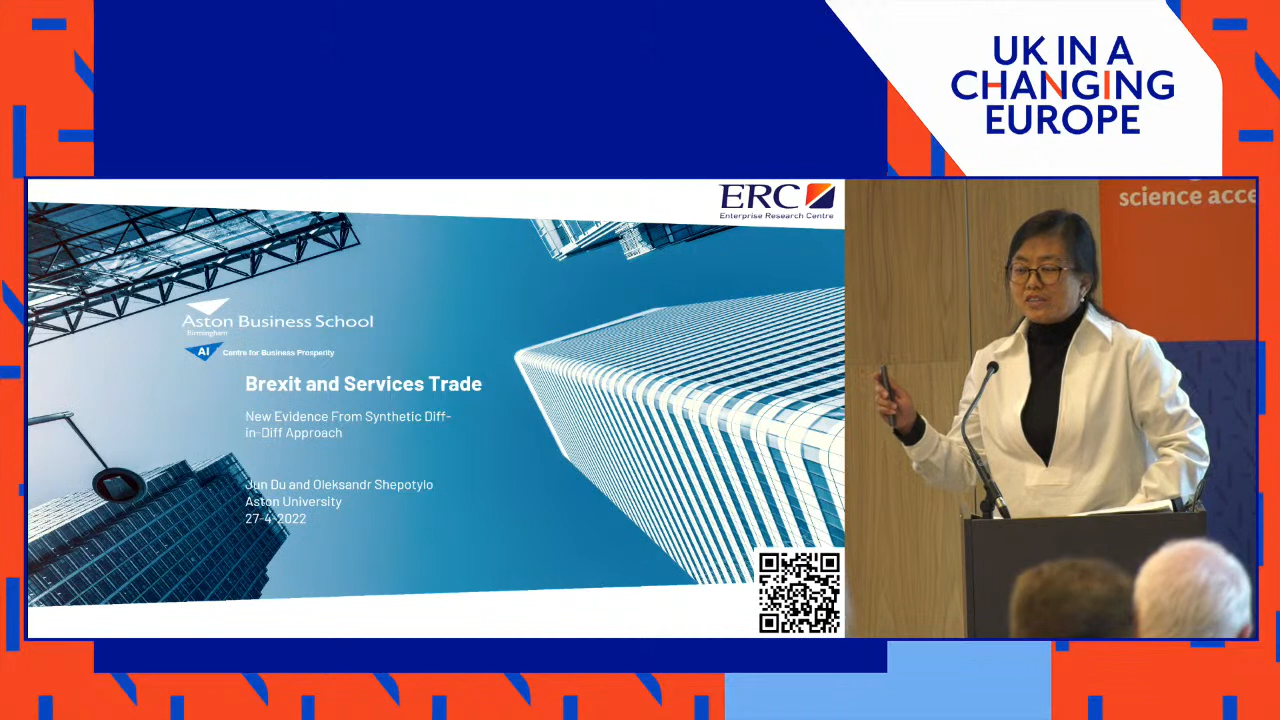 UK IN A
CHANGING
EUROPE
ERC
Enterprise Research Centre
science acce
Aston Business School
Birmingham
AI Centre for Business Prosperity
Brexit and Services Trade
New Evidence From Synthetic Diff-
in-Diff Approach
Jun Du and Oleksandr Shepotylo
Aston University
27-4-2022